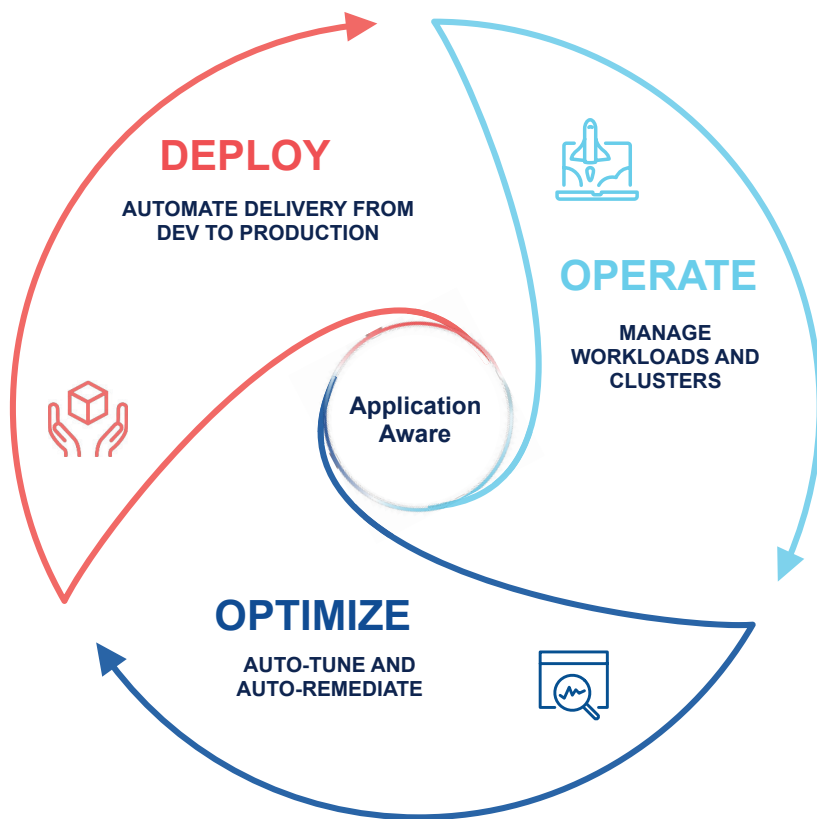 DEPLOY
AUTOMATE DELIVERY FROM
DEV TO PRODUCTION
OPERATE
MANAGE
WORKLOADS AND
CLUSTERS
Application
Aware
OPTIMIZE
AUTO-TUNE AND
AUTO-REMEDIATE